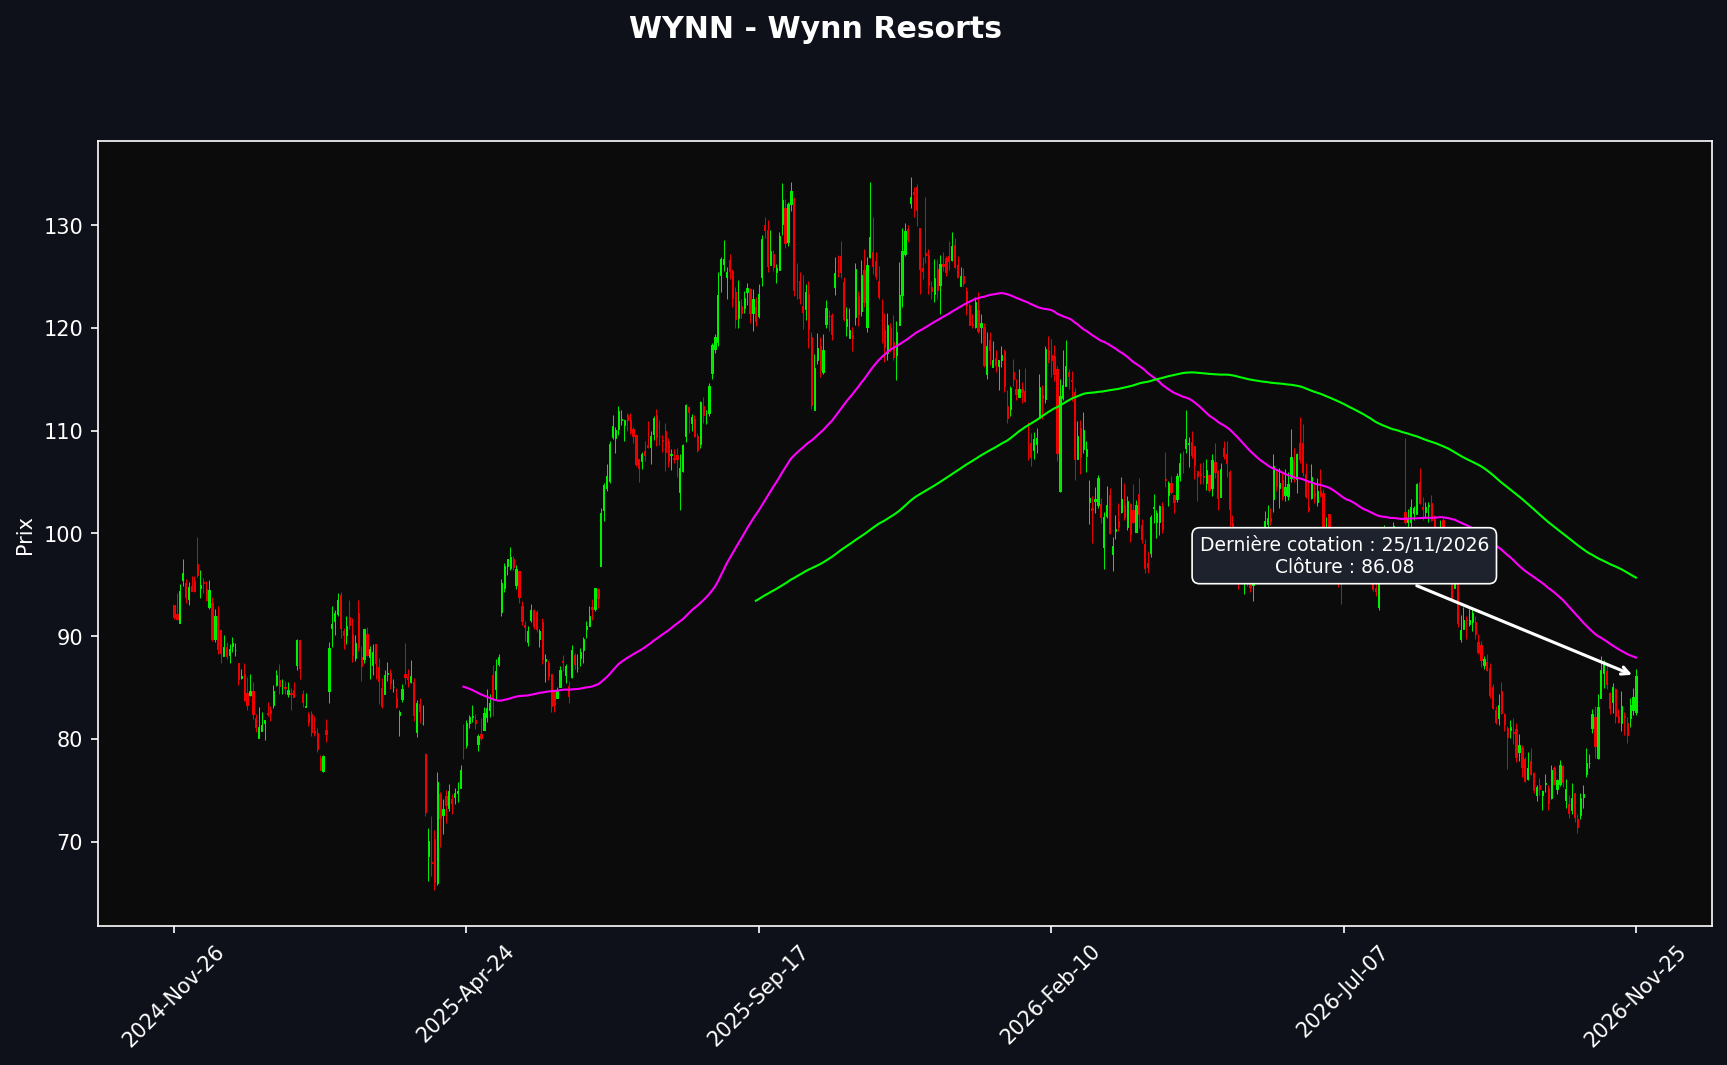 WYNN - Wynn Resorts
Prix
130
120
110
100
90
80
70
Dernière cotation : 25/11/2026
Clôture : 86.08
2024-Nov-26
2025-Apr-24
2025-Sep-17
2026-Feb-10
2026-Jul-07
2026-Nov-25